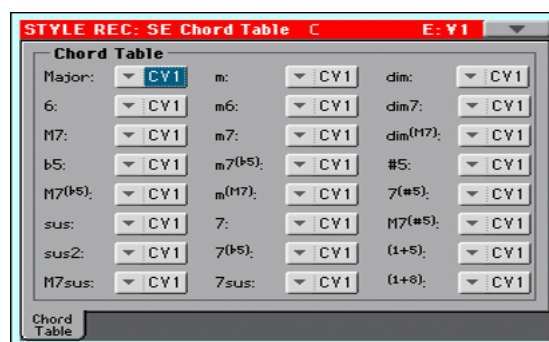 STYLE REC: SE Chord Table C E: V1
Chord Table
Major: CV1 m: CV1 dim: CV1
6: CV1 m6: CV1 dim7: CV1
M7: CV1 m7: CV1 dim(M7): CV1
♭5: CV1 m7(♭5): CV1 #5: CV1
M7(♭5): CV1 m(M7): CV1 7(#5): CV1
sus: CV1 7: CV1 M7(#5): CV1
sus2: CV1 7(♭5): CV1 (1+5): CV1
M7sus: CV1 7sus: CV1 (1+8): CV1
Chord
Table